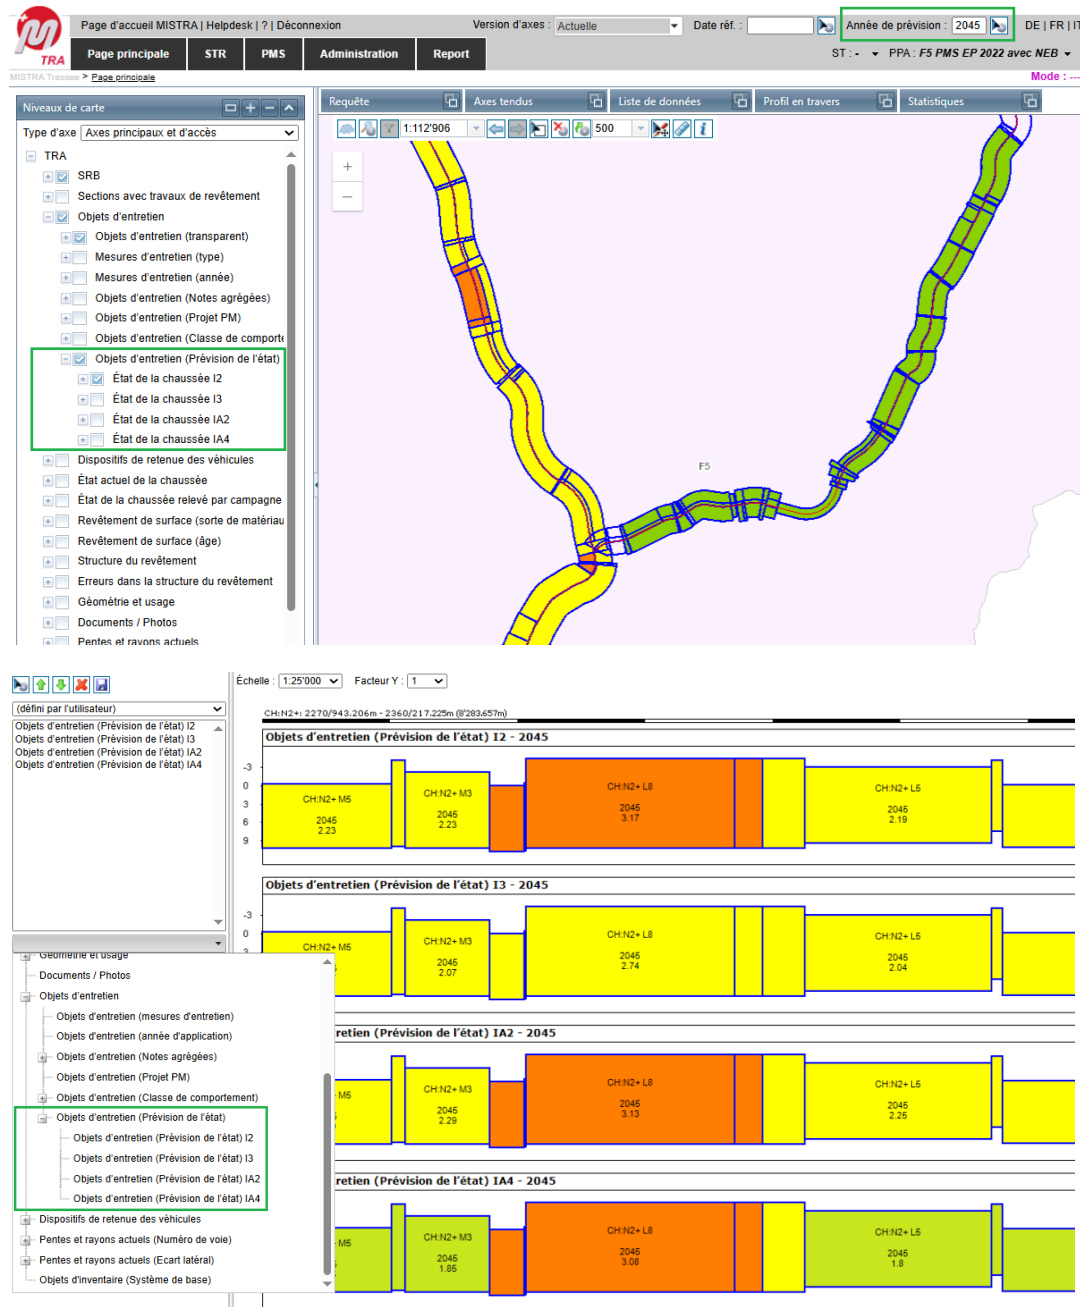 Page d'accueil MISTRA | Helpdesk | ? | Déconnexion
Version d'axes : Actuelle
Date réf. :
Année de prévision : 2045
DE | FR | IT
TRA
Page principale STR PMS Administration Report
ST : - PPA : F5 PMS EP 2022 avec NEB
MISTRA Trassee > Page principale
Mode : ---
Niveaux de carte
Requête Axes tendus Liste de données Profil en travers Statistiques
Type d'axe Axes principaux et d'accès
1:112'906
500
TRA
SRB
Sections avec travaux de revêtement
Objets d'entretien
Objets d'entretien (transparent)
Mesures d'entretien (type)
Mesures d'entretien (année)
Objets d'entretien (Notes agrégées)
Objets d'entretien (Projet PM)
Objets d'entretien (Classe de comporte
Objets d'entretien (Prévision de l'état)
État de la chaussée I2
État de la chaussée I3
État de la chaussée IA2
État de la chaussée IA4
Dispositifs de retenue des véhicules
État actuel de la chaussée
État de la chaussée relevé par campagne
Revêtement de surface (sorte de matériau
Revêtement de surface (âge)
Structure du revêtement
Erreurs dans la structure du revêtement
Géométrie et usage
Documents / Photos
Pentes et rayons actuels
F5
Échelle : 1:25'000 Facteur Y : 1
(défini par l'utilisateur)
Objets d'entretien (Prévision de l'état) I2
Objets d'entretien (Prévision de l'état) I3
Objets d'entretien (Prévision de l'état) IA2
Objets d'entretien (Prévision de l'état) IA4
Géométrie et usage
Documents / Photos
Objets d'entretien
Objets d'entretien (mesures d'entretien)
Objets d'entretien (année d'application)
Objets d'entretien (Notes agrégées)
Objets d'entretien (Projet PM)
Objets d'entretien (Classe de comportement)
Objets d'entretien (Prévision de l'état)
Objets d'entretien (Prévision de l'état) I2
Objets d'entretien (Prévision de l'état) I3
Objets d'entretien (Prévision de l'état) IA2
Objets d'entretien (Prévision de l'état) IA4
Dispositifs de retenue des véhicules
Pentes et rayons actuels (Numéro de voie)
Pentes et rayons actuels (Ecart latéral)
Objets d'inventaire (Système de base)
CH:N2+: 2270/943.206m - 2360/217.225m (8'283.657m)
Objets d'entretien (Prévision de l'état) I2 - 2045
-3
0
3
6
9
CH:N2+ M5
2045
2.23
CH:N2+ M3
2045
2.23
CH:N2+ L8
2045
3.17
CH:N2+ L5
2045
2.19
Objets d'entretien (Prévision de l'état) I3 - 2045
-3
0
3
CH:N2+ M5
CH:N2+ M3
2045
2.07
CH:N2+ L8
2045
2.74
CH:N2+ L5
2045
2.04
retien (Prévision de l'état) IA2 - 2045
M5
CH:N2+ M3
2045
2.29
CH:N2+ L8
2045
3.13
CH:N2+ L5
2045
2.25
retien (Prévision de l'état) IA4 - 2045
M5
CH:N2+ M3
2045
1.85
CH:N2+ L8
2045
3.08
CH:N2+ L5
2045
1.8